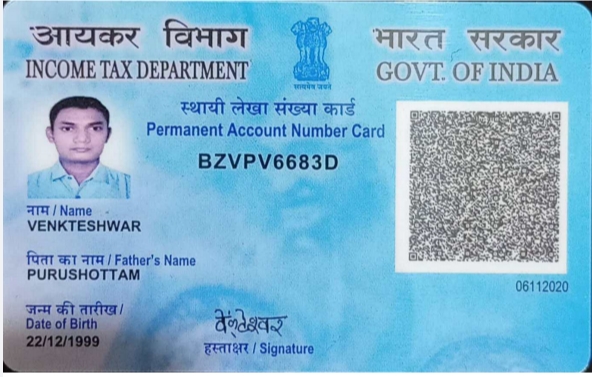 आयकर विभाग
INCOME TAX DEPARTMENT
सत्यमेव जयते
भारत सरकार
GOVT. OF INDIA
स्थायी लेखा संख्या कार्ड
Permanent Account Number Card
BZVPV6683D
नाम / Name
VENKTESHWAR
पिता का नाम / Father's Name
PURUSHOTTAM
जन्म की तारीख /
Date of Birth
22/12/1999
वेंक्टेश्वर
हस्ताक्षर / Signature
06112020